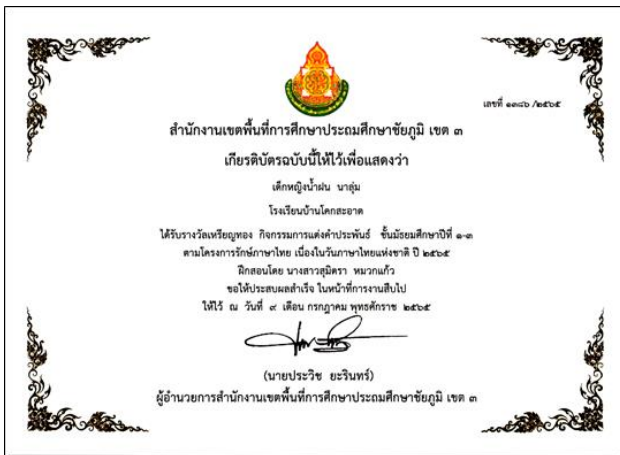 เลขที่ ๑๓๘๖ /๒๕๖๕
สำนักงานเขตพื้นที่การศึกษาประถมศึกษาชัยภูมิ เขต ๓
เกียรติบัตรฉบับนี้ให้ไว้เพื่อแสดงว่า
เด็กหญิงน้ำฝน นาลุ่ม
โรงเรียนบ้านโคกสะอาด
ได้รับรางวัลเหรียญทอง กิจกรรมการแต่งคำประพันธ์ ชั้นมัธยมศึกษาปีที่ ๑-๓
ตามโครงการรักษ์ภาษาไทย เนื่องในวันภาษาไทยแห่งชาติ ปี ๒๕๖๕
ฝึกสอนโดย นางสาวสุมิตรา หมวกแก้ว
ขอให้ประสบผลสำเร็จ ในหน้าที่การงานสืบไป
ให้ไว้ ณ วันที่ ๙ เดือน กรกฎาคม พุทธศักราช ๒๕๖๕
(นายประวิช ยะรินทร์)
ผู้อำนวยการสำนักงานเขตพื้นที่การศึกษาประถมศึกษาชัยภูมิ เขต ๓